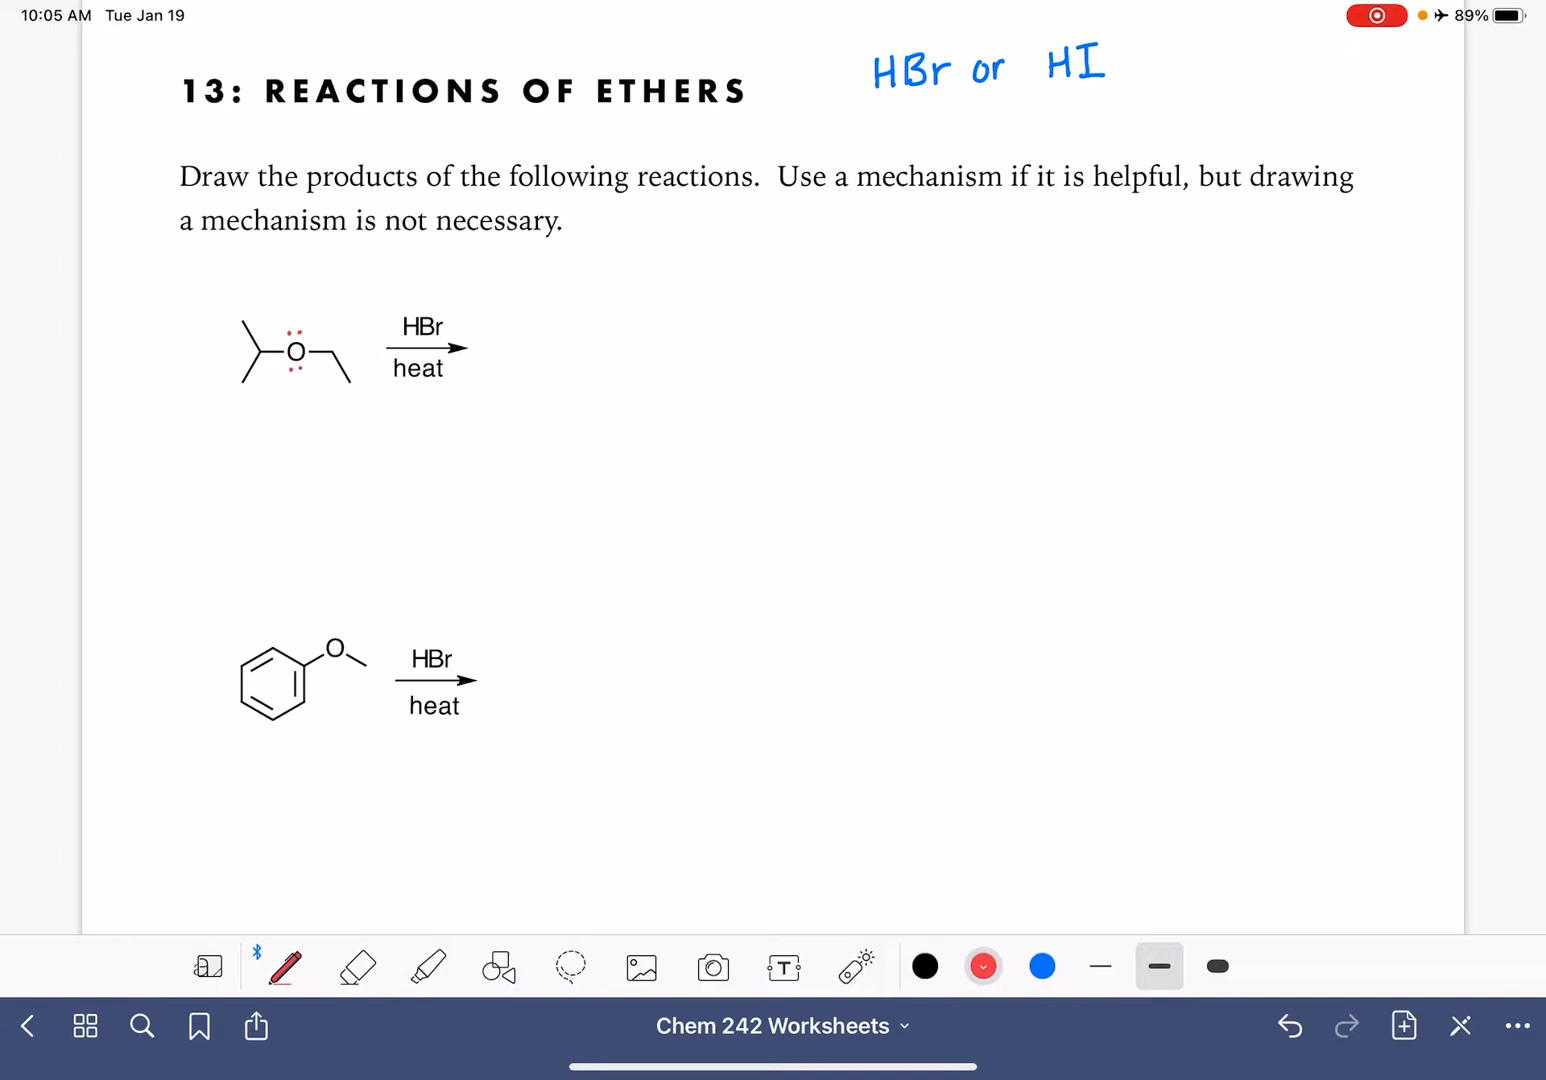 10:05 AM Tue Jan 19
89%
HBr or HI
13: REACTIONS OF ETHERS
Draw the products of the following reactions. Use a mechanism if it is helpful, but drawing
a mechanism is not necessary.
O
HBr
heat
O
HBr
heat
T
Chem 242 Worksheets